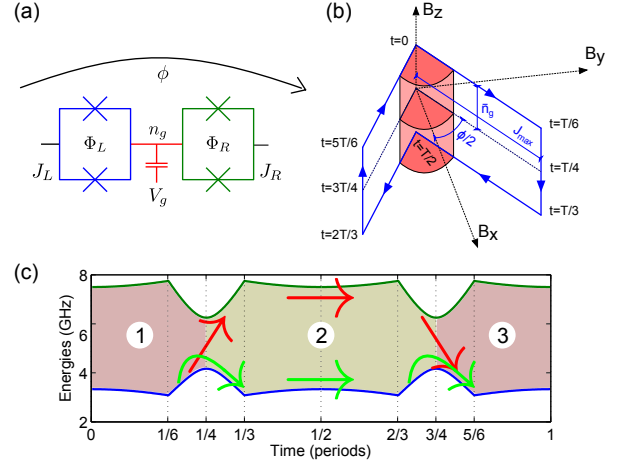 (a)
ϕ
Φ_L
n_g
Φ_R
J_L
J_R
V_g
(b)
B_z
t=0
B_y
ñ_g
J_max
t=T/6
ϕ/2
t=5T/6
t=T/4
t=T/2
t=3T/4
t=T/3
t=2T/3
B_x
(c)
8
6
4
2
Energies (GHz)
1
2
3
0
1/6
1/4
1/3
1/2
2/3
3/4
5/6
1
Time (periods)